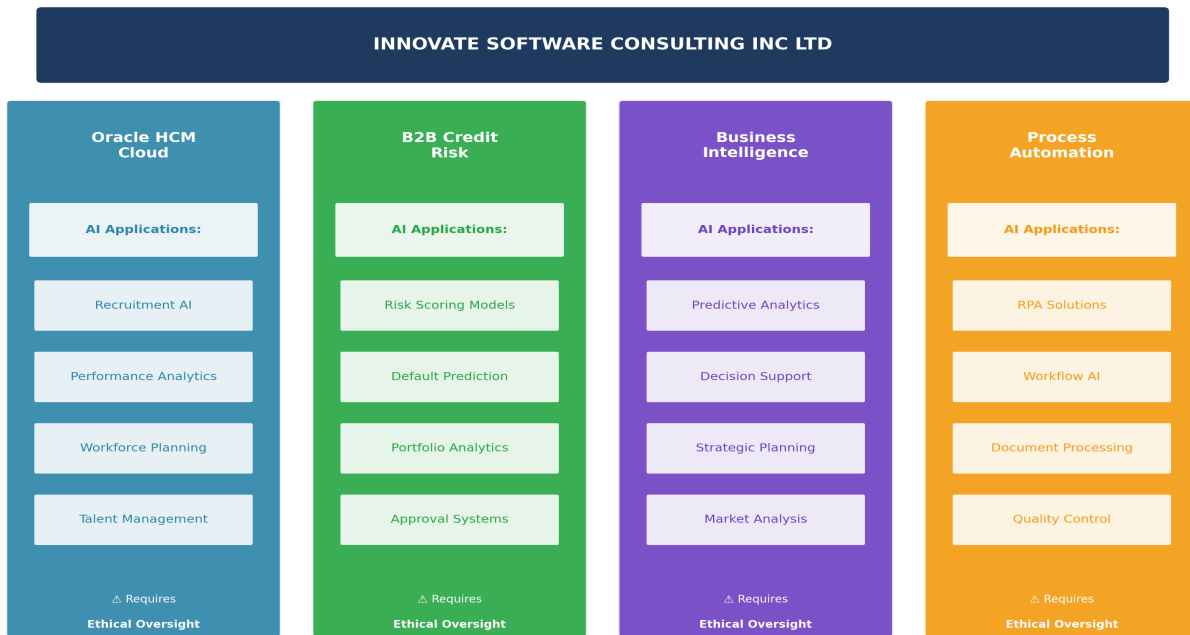 INNOVATE SOFTWARE CONSULTING INC LTD
Oracle HCM
Cloud
AI Applications:
Recruitment AI
Performance Analytics
Workforce Planning
Talent Management
⚠ Requires
Ethical Oversight
B2B Credit
Risk
AI Applications:
Risk Scoring Models
Default Prediction
Portfolio Analytics
Approval Systems
⚠ Requires
Ethical Oversight
Business
Intelligence
AI Applications:
Predictive Analytics
Decision Support
Strategic Planning
Market Analysis
⚠ Requires
Ethical Oversight
Process
Automation
AI Applications:
RPA Solutions
Workflow AI
Document Processing
Quality Control
⚠ Requires
Ethical Oversight